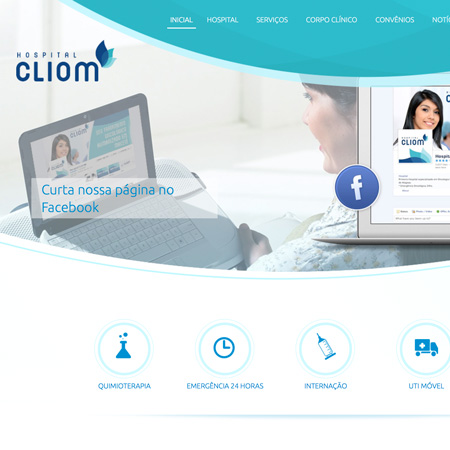 INICIAL HOSPITAL SERVIÇOS CORPO CLÍNICO CONVÊNIOS
HOSPITAL
CLIOM
CLIOM
Curta nossa página no
Facebook
f
QUIMIOTERAPIA EMERGÊNCIA 24 HORAS INTERNAÇÃO UTI MÓVEL